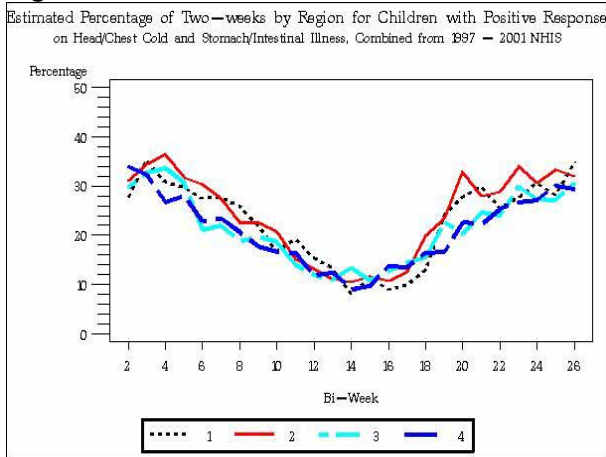 Estimated Percentage of Two-weeks by Region for Children with Positive Response
on Head/Chest Cold and Stomach/Intestinal Illness, Combined from 1997 - 2001 NHIS
Percentage
50
40
30
20
10
0
2 4 6 8 10 12 14 16 18 20 22 24 26
Bi-Week
1 2 3 4